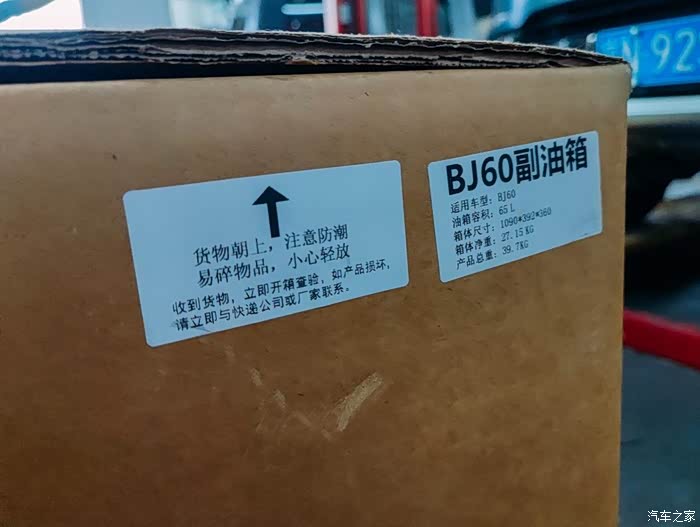 货物朝上,注意防潮
易碎物品,小心轻放
收到货物,立即开箱查验,如产品损坏,
请立即与快递公司或厂家联系。
BJ60副油箱
适用车型:BJ60
油箱容积:65 L
箱体尺寸:1090*392*360
箱体净重:27.15 KG
产品总重:39.7KG
92
汽车之家